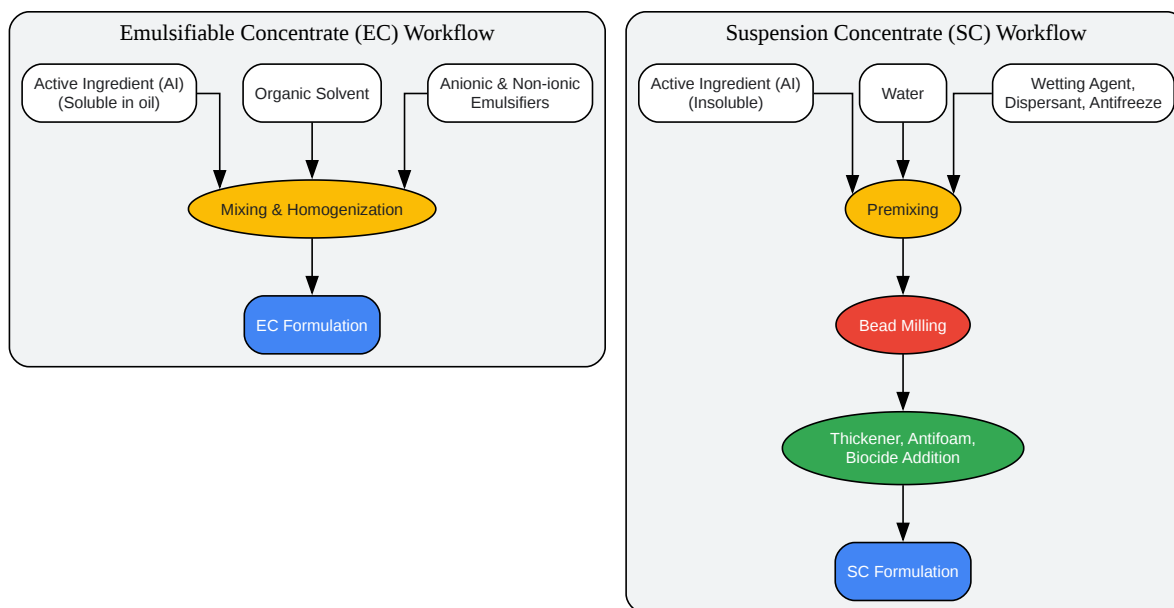 Emulsifiable Concentrate (EC) Workflow
Active Ingredient (AI)
(Soluble in oil)
Organic Solvent
Anionic & Non-ionic
Emulsifiers
Mixing & Homogenization
EC Formulation
Suspension Concentrate (SC) Workflow
Active Ingredient (AI)
(Insoluble)
Water
Wetting Agent,
Dispersant, Antifreeze
Premixing
Bead Milling
Thickener, Antifoam,
Biocide Addition
SC Formulation